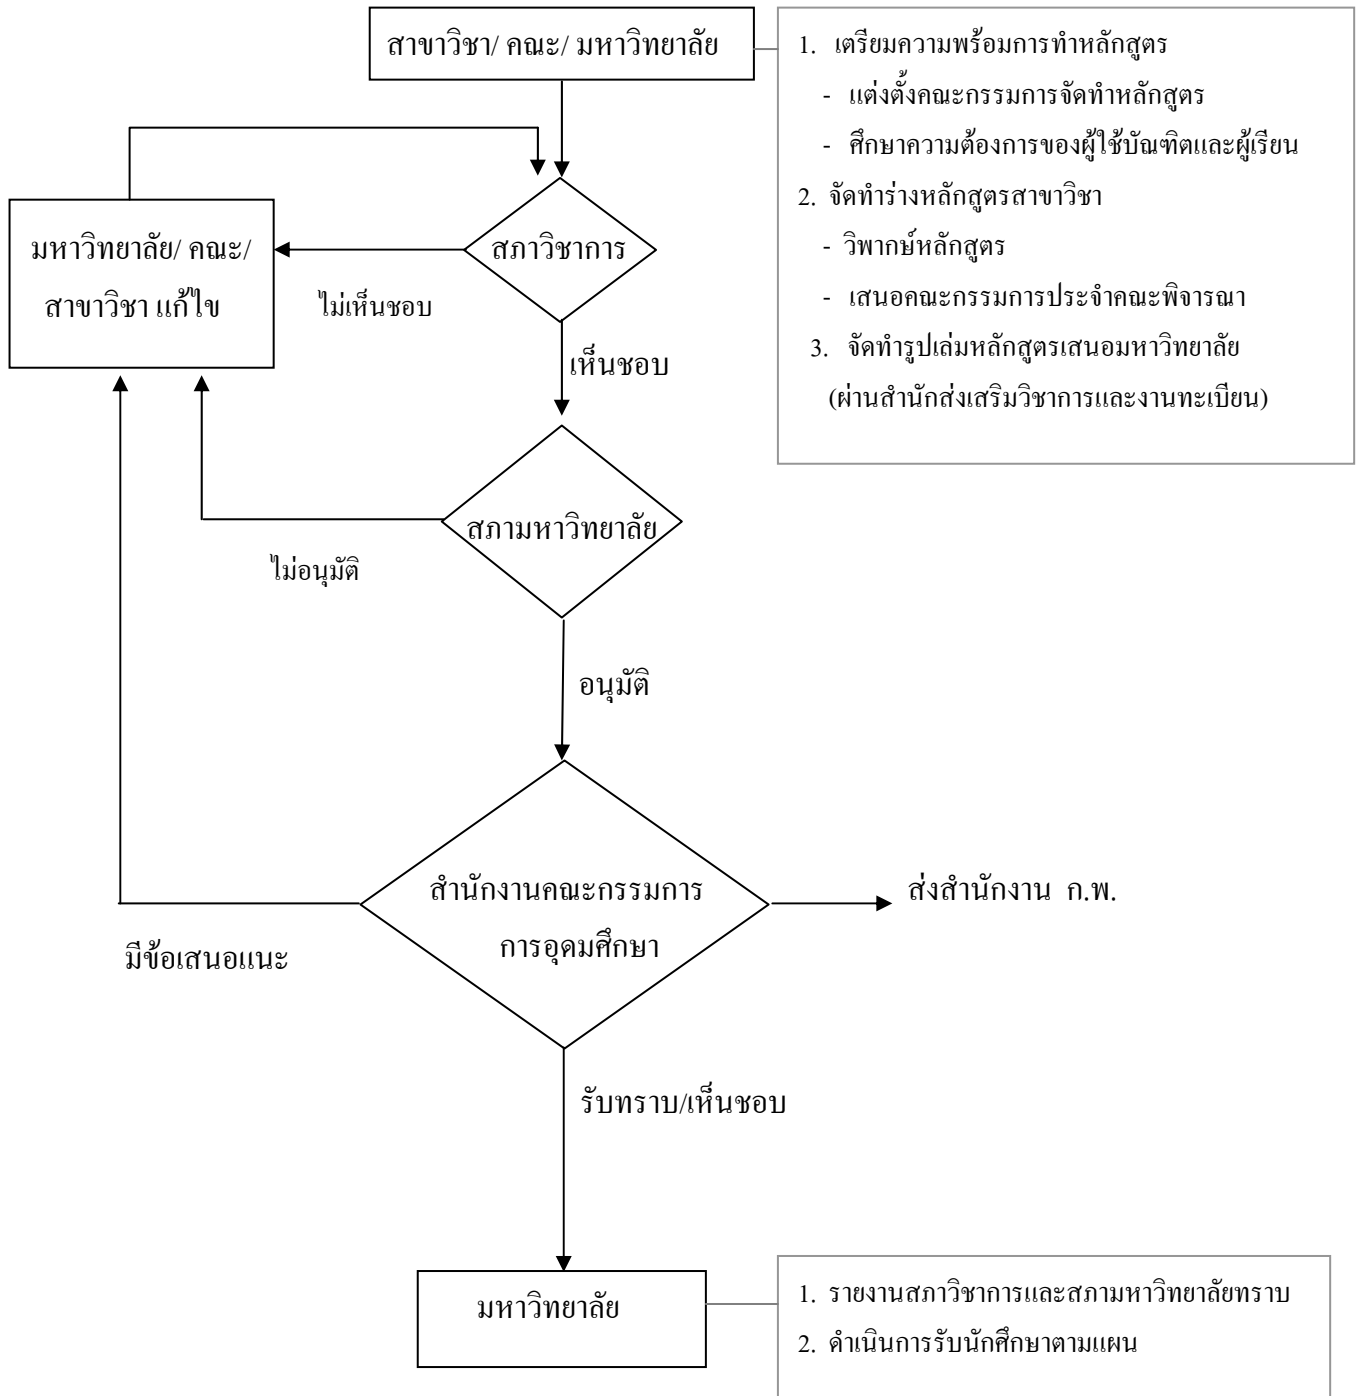 สาขาวิชา/ คณะ/ มหาวิทยาลัย
1. เตรียมความพร้อมการทำหลักสูตร
- แต่งตั้งคณะกรรมการจัดทำหลักสูตร
- ศึกษาความต้องการของผู้ใช้บัณฑิตและผู้เรียน
2. จัดทำร่างหลักสูตรสาขาวิชา
- วิพากษ์หลักสูตร
- เสนอคณะกรรมการประจำคณะพิจารณา
3. จัดทำรูปเล่มหลักสูตรเสนอมหาวิทยาลัย
(ผ่านสำนักส่งเสริมวิชาการและงานทะเบียน)
มหาวิทยาลัย/ คณะ/
สาขาวิชา แก้ไข
สภาวิชาการ
ไม่เห็นชอบ
เห็นชอบ
สภามหาวิทยาลัย
ไม่อนุมัติ
อนุมัติ
สำนักงานคณะกรรมการ
การอุดมศึกษา
ส่งสำนักงาน ก.พ.
มีข้อเสนอแนะ
รับทราบ/เห็นชอบ
มหาวิทยาลัย
1. รายงานสภาวิชาการและสภามหาวิทยาลัยทราบ
2. ดำเนินการรับนักศึกษาตามแผน